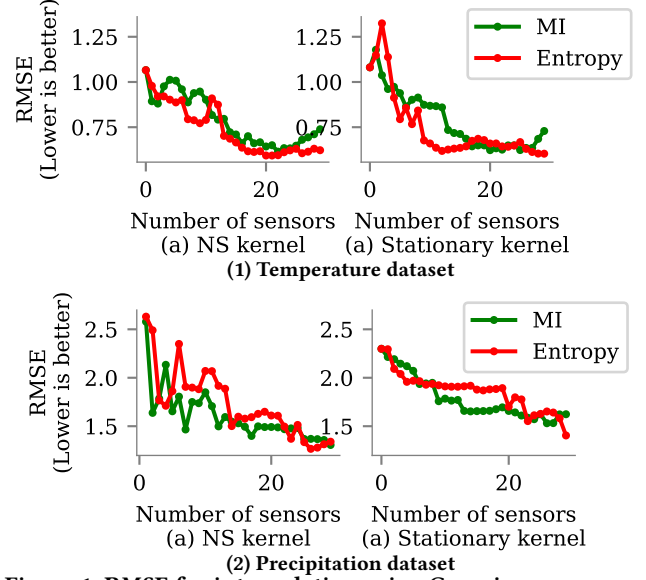 RMSE
(Lower is better)
1.25
1.00
0.75
0
20
Number of sensors
(a) NS kernel
1.25
1.00
0.75
0
20
Number of sensors
(a) Stationary kernel
MI
Entropy
(1) Temperature dataset
RMSE
(Lower is better)
2.5
2.0
1.5
0
20
Number of sensors
(a) NS kernel
2.5
2.0
1.5
0
20
Number of sensors
(a) Stationary kernel
MI
Entropy
(2) Precipitation dataset